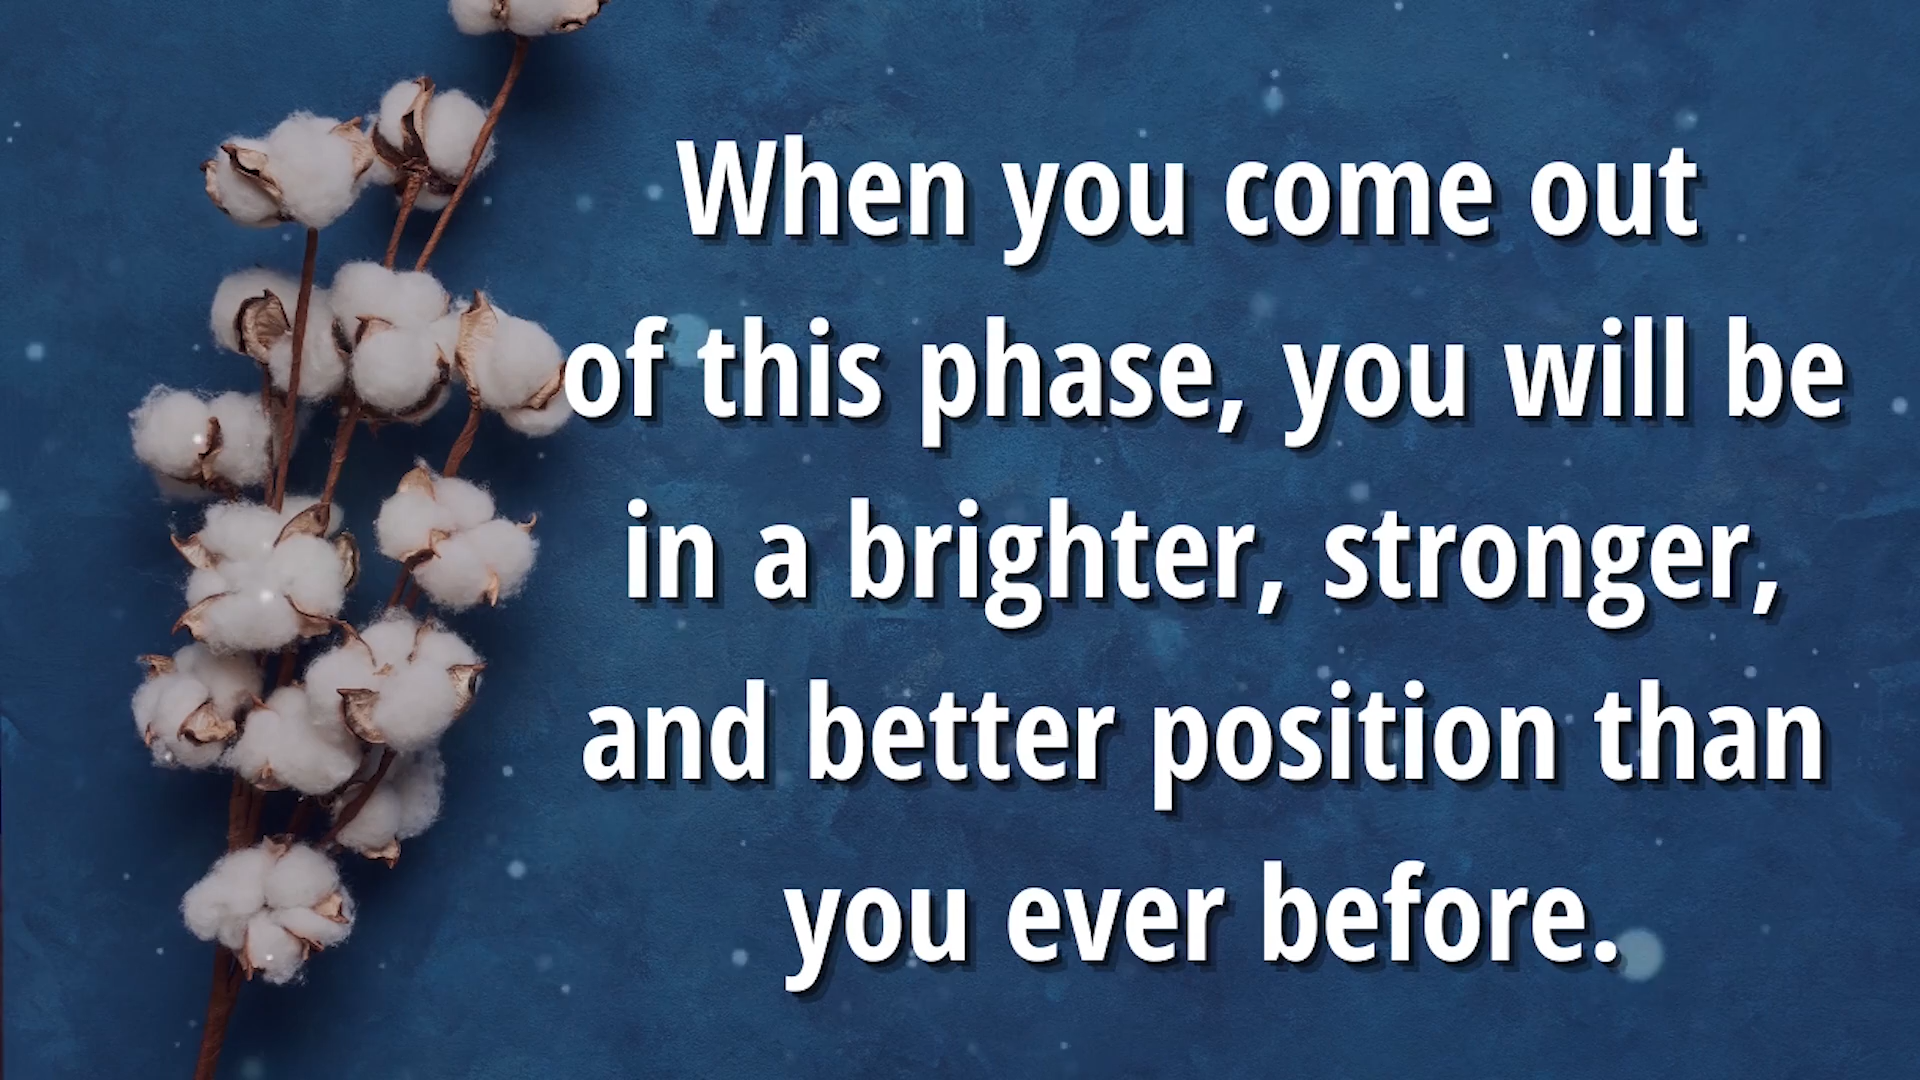 When you come out
of this phase, you will be
in a brighter, stronger,
and better position than
you ever before.